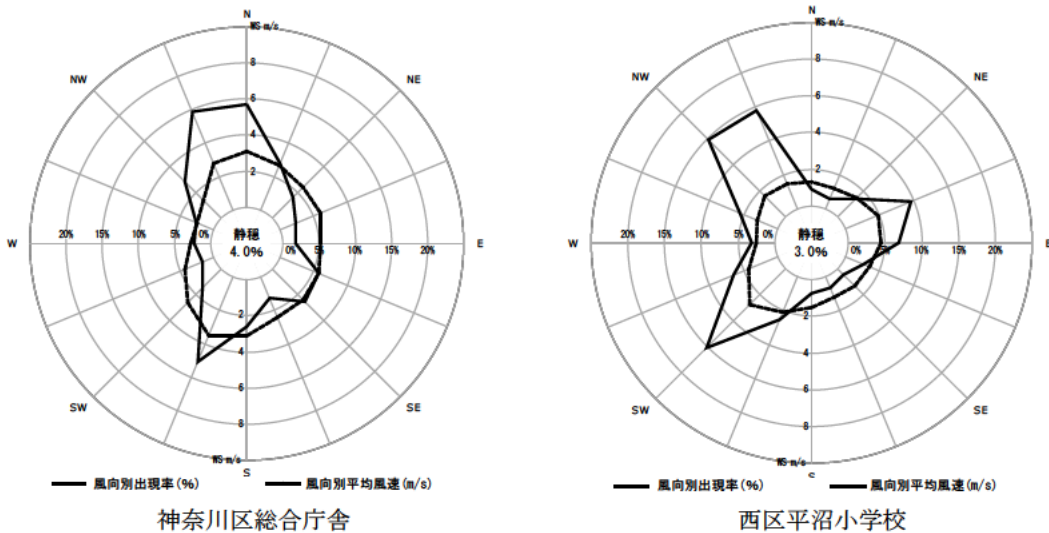 N
WS m/s
NW
NE
8
6
4
2
静穏
4.0%
W
20%
15%
10%
5%
0%
0%
5%
10%
15%
20%
E
2
4
6
8
SW
SE
WS m/s
S
風向別出現率(%)
風向別平均風速(m/s)
神奈川区総合庁舎
N
WS m/s
NW
NE
8
6
4
2
静穏
3.0%
W
20%
15%
10%
5%
0%
0%
5%
10%
15%
20%
E
2
4
6
8
SW
SE
WS m/s
S
風向別出現率(%)
風向別平均風速(m/s)
西区平沼小学校